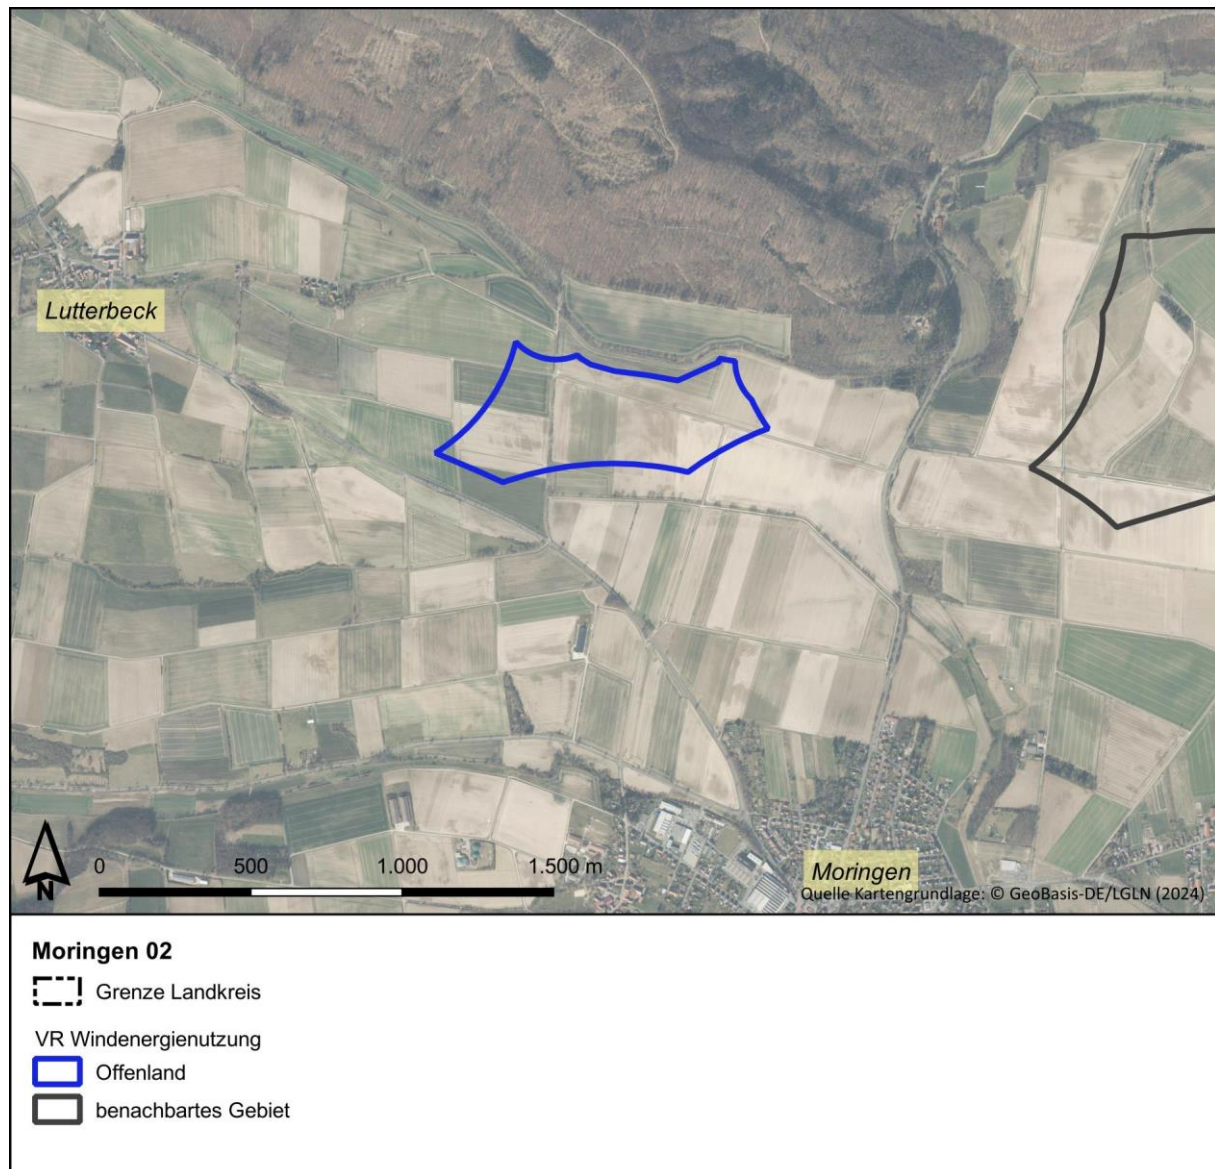 Lutterbeck
N
0 500 1.000 1.500 m
Moringen
Quelle Kartengrundlage: © GeoBasis-DE/LGLN (2024)
Moringen 02
Grenze Landkreis
VR Windenergienutzung
Offenland
benachbartes Gebiet